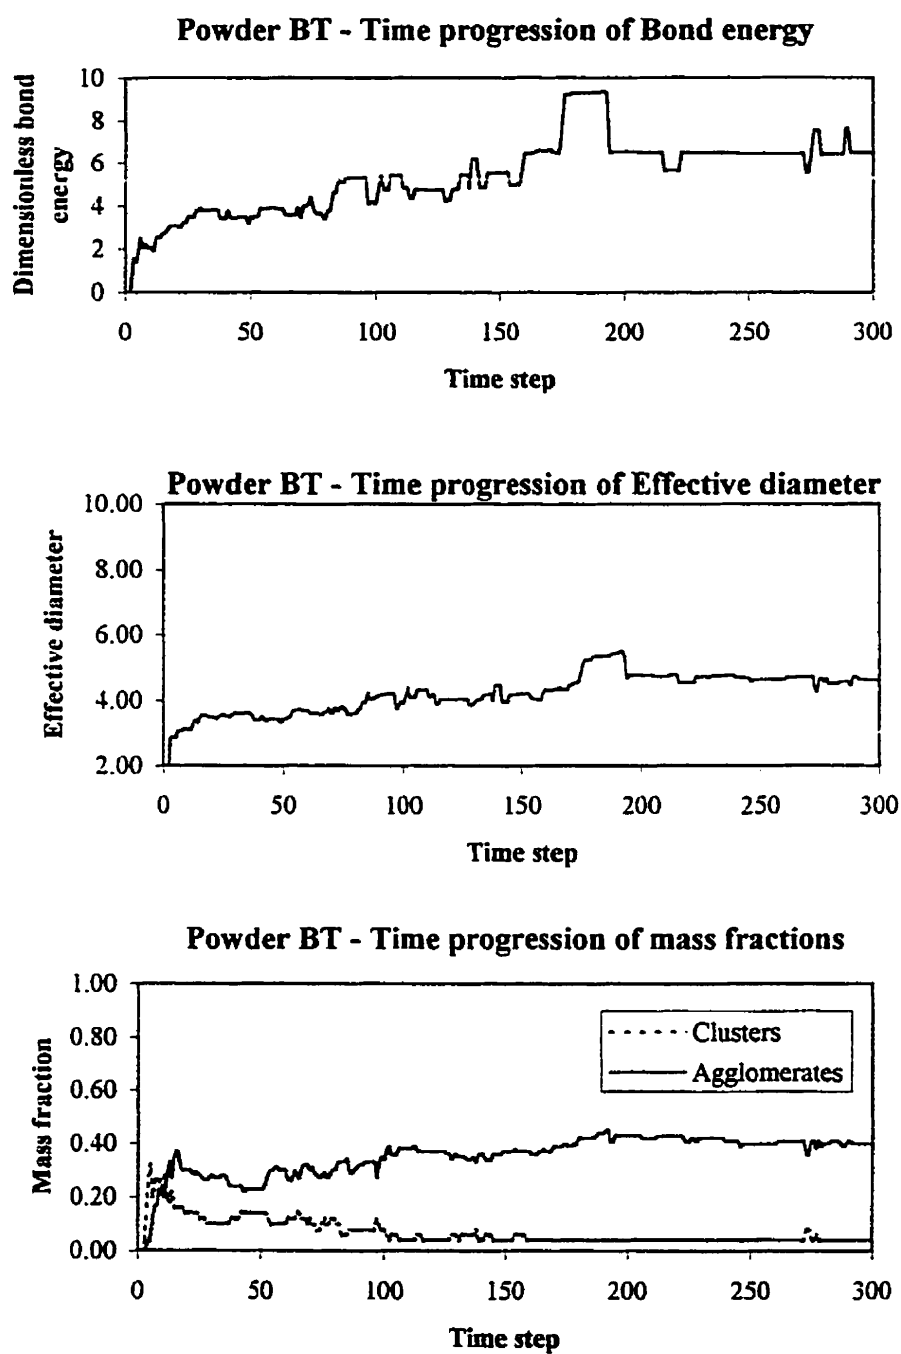 Powder BT - Time progression of Bond energy
Dimensionless bond
energy
10
8
6
4
2
0
0 50 100 150 200 250 300
Time step
Powder BT - Time progression of Effective diameter
Effective diameter
10.00
8.00
6.00
4.00
2.00
0 50 100 150 200 250 300
Time step
Powder BT - Time progression of mass fractions
Mass fraction
1.00
0.80
0.60
0.40
0.20
0.00
Clusters
Agglomerates
0 50 100 150 200 250 300
Time step